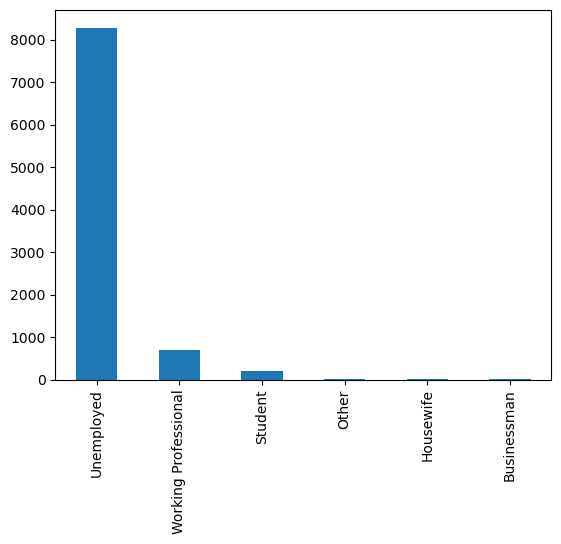 8000
7000
6000
5000
4000
3000
2000
1000
0
Unemployed
Working Professional
Student
Other
Housewife
Businessman